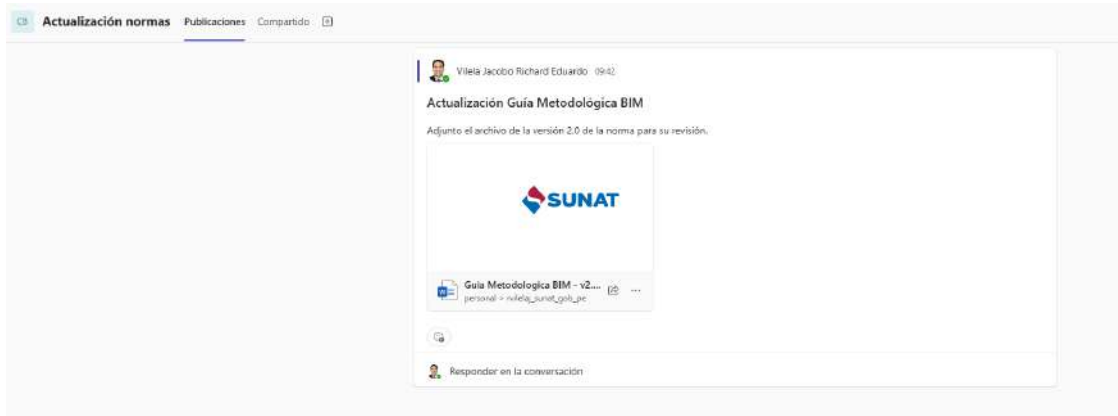 CB Actualización normas Publicaciones Compartido
Vilela Jacobo Richard Eduardo 09:42
Actualización Guía Metodológica BIM
Adjunto el archivo de la versión 2.0 de la norma para su revisión.
SUNAT
Guia Metodologica BIM - v2.... ...
personal > rvilelaj_sunat_gob_pe
Responder en la conversación